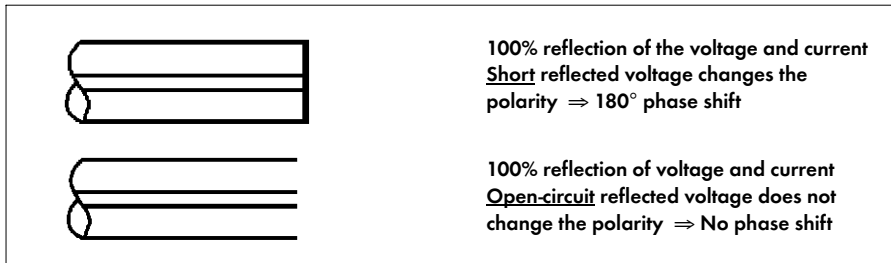 100% reflection of the voltage and current
Short reflected voltage changes the
polarity ⇒ 180° phase shift
100% reflection of voltage and current
Open-circuit reflected voltage does not
change the polarity ⇒ No phase shift